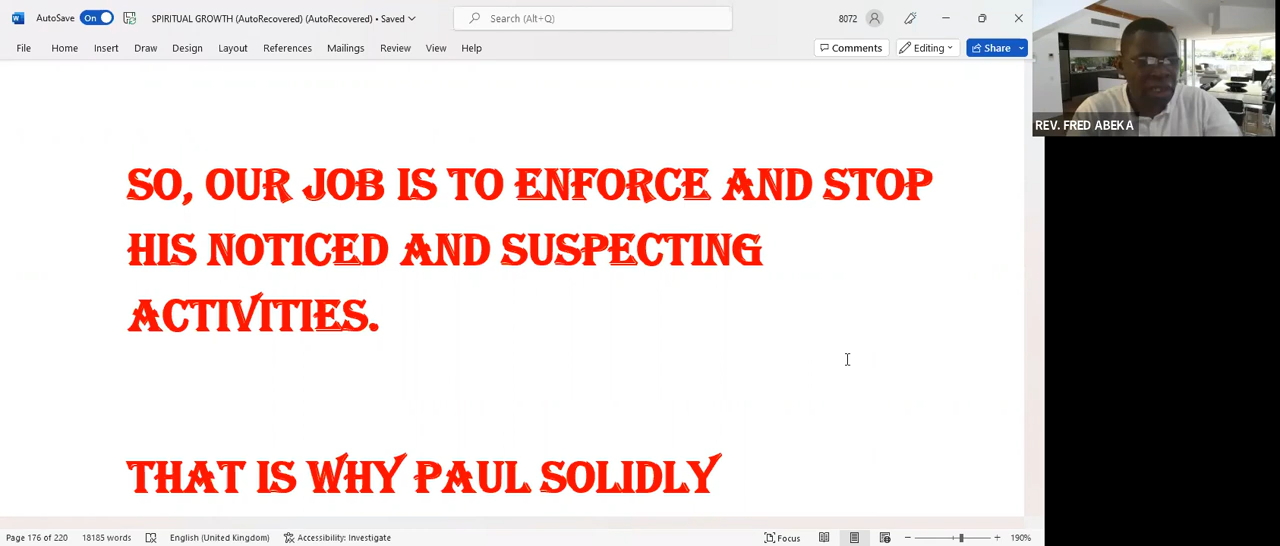 AutoSave On SPIRITUAL GROWTH (AutoRecovered) (AutoRecovered) • Saved Search (Alt+Q) 8072
File Home Insert Draw Design Layout References Mailings Review View Help Comments Editing Share
REV. FRED ABEKA
SO, OUR JOB IS TO ENFORCE AND STOP
HIS NOTICED AND SUSPECTING
ACTIVITIES.
THAT IS WHY PAUL SOLIDLY
Page 176 of 220 18185 words English (United Kingdom) Accessibility: Investigate Focus 190%